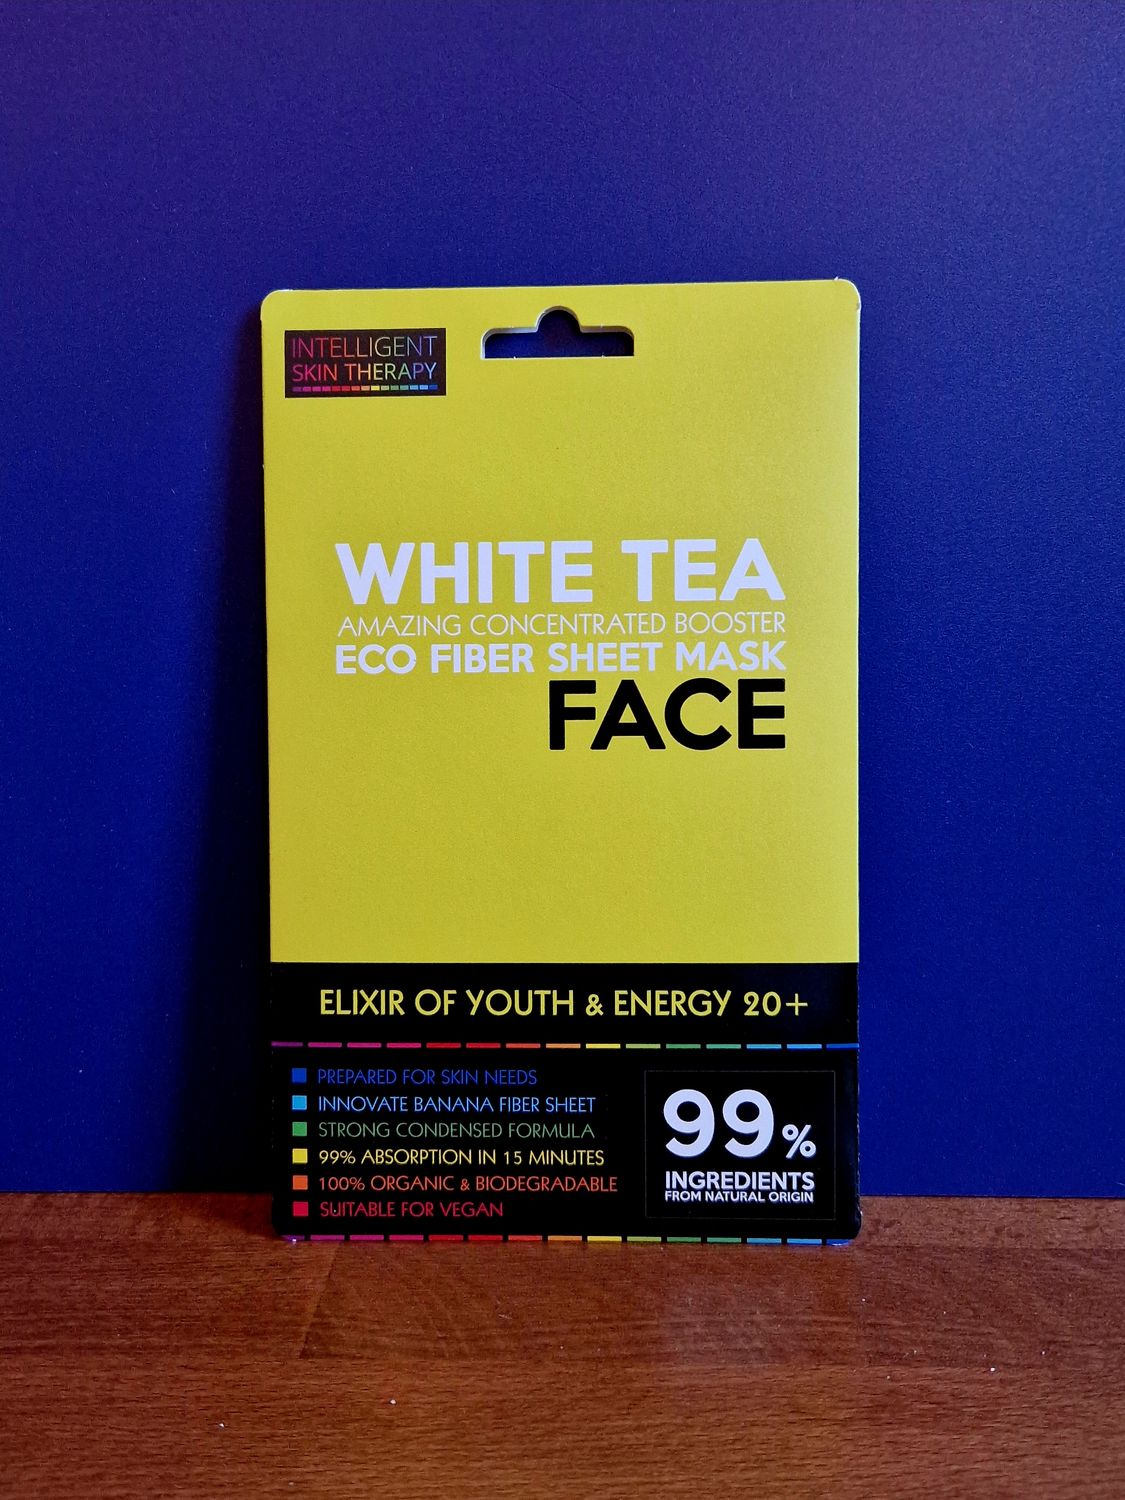 INTELLIGENT
SKIN THERAPY
WHITE TEA
AMAZING CONCENTRATED BOOSTER
ECO FIBER SHEET MASK
FACE
ELIXIR OF YOUTH & ENERGY 20+
PREPARED FOR SKIN NEEDS
INNOVATE BANANA FIBER SHEET
STRONG CONDENSED FORMULA
99% ABSORPTION IN 15 MINUTES
100% ORGANIC & BIODEGRADABLE
SUITABLE FOR VEGAN
99%
INGREDIENTS
FROM NATURAL ORIGIN